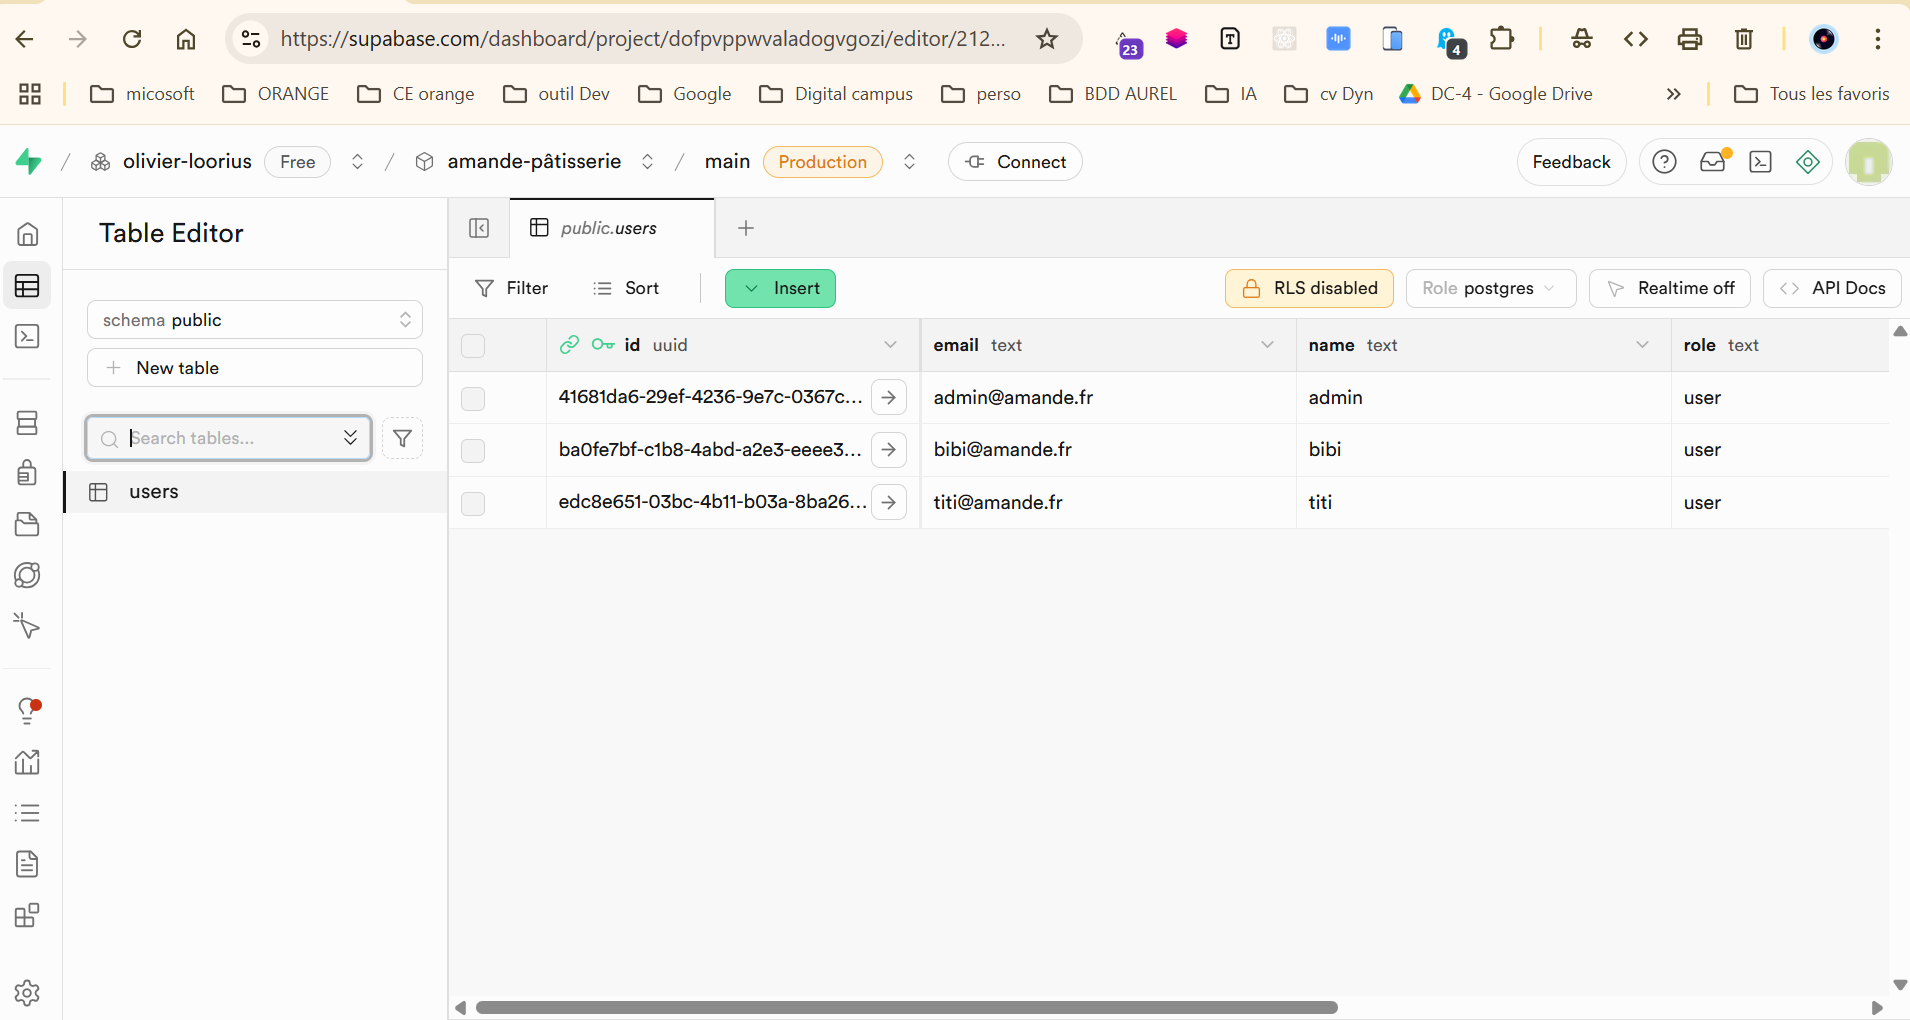 https://supabase.com/dashboard/project/dofpvppwvaladogvgozi/editor/212...
23
T
4
micosoft
ORANGE
CE orange
outil Dev
Google
Digital campus
perso
BDD AUREL
IA
cv Dyn
DC-4 - Google Drive
Tous les favoris
olivier-loorius
Free
amande-pâtisserie
main
Production
Connect
Feedback
Table Editor
public.users
Filter
Sort
Insert
RLS disabled
Role postgres
Realtime off
API Docs
schema public
New table
Search tables...
users
id uuid
email text
name text
role text
41681da6-29ef-4236-9e7c-0367c...
admin@amande.fr
admin
user
ba0fe7bf-c1b8-4abd-a2e3-eeee3...
bibi@amande.fr
bibi
user
edc8e651-03bc-4b11-b03a-8ba26...
titi@amande.fr
titi
user